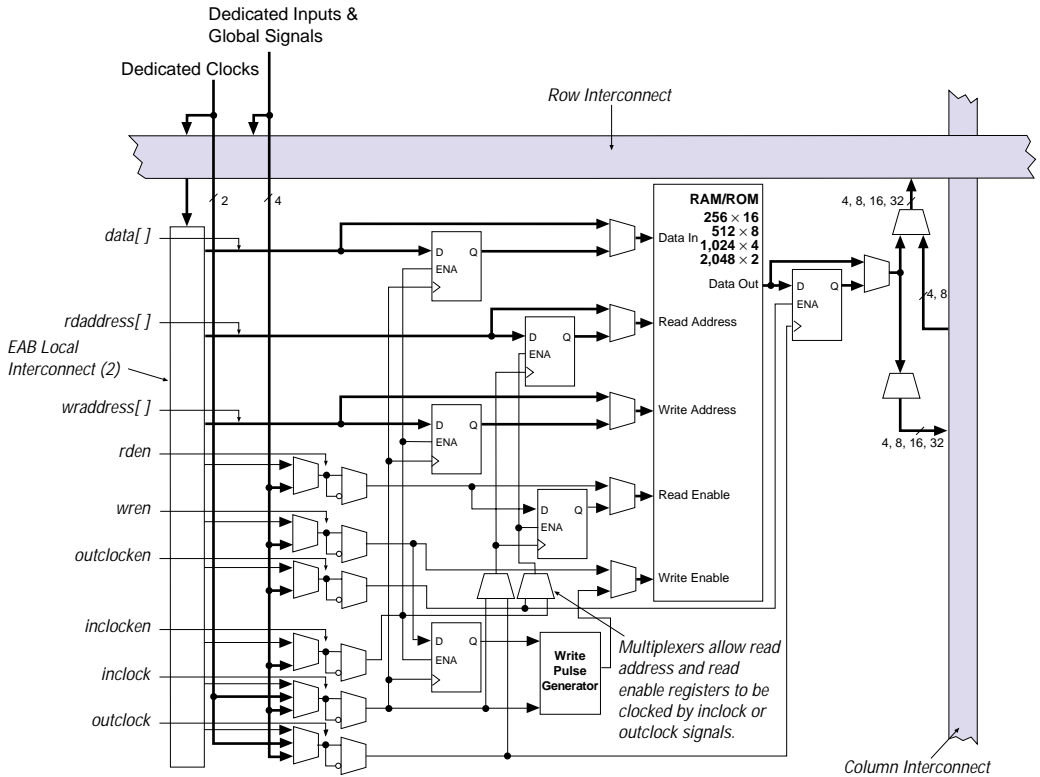 Dedicated Inputs &
Global Signals
Dedicated Clocks
Row Interconnect
2
4
4, 8, 16, 32
RAM/ROM
256 × 16
512 × 8
1,024 × 4
2,048 × 2
data[ ]
D Q
ENA
Data In
Data Out
D Q
ENA
4, 8
rdaddress[ ]
D Q
ENA
Read Address
EAB Local
Interconnect (2)
wraddress[ ]
D Q
ENA
Write Address
4, 8, 16, 32
rden
D Q
ENA
Read Enable
wren
outclocken
Write Enable
inclocken
D Q
ENA
Write
Pulse
Generator
Multiplexers allow read
address and read
enable registers to be
clocked by inclock or
outclock signals.
inclock
outclock
Column Interconnect